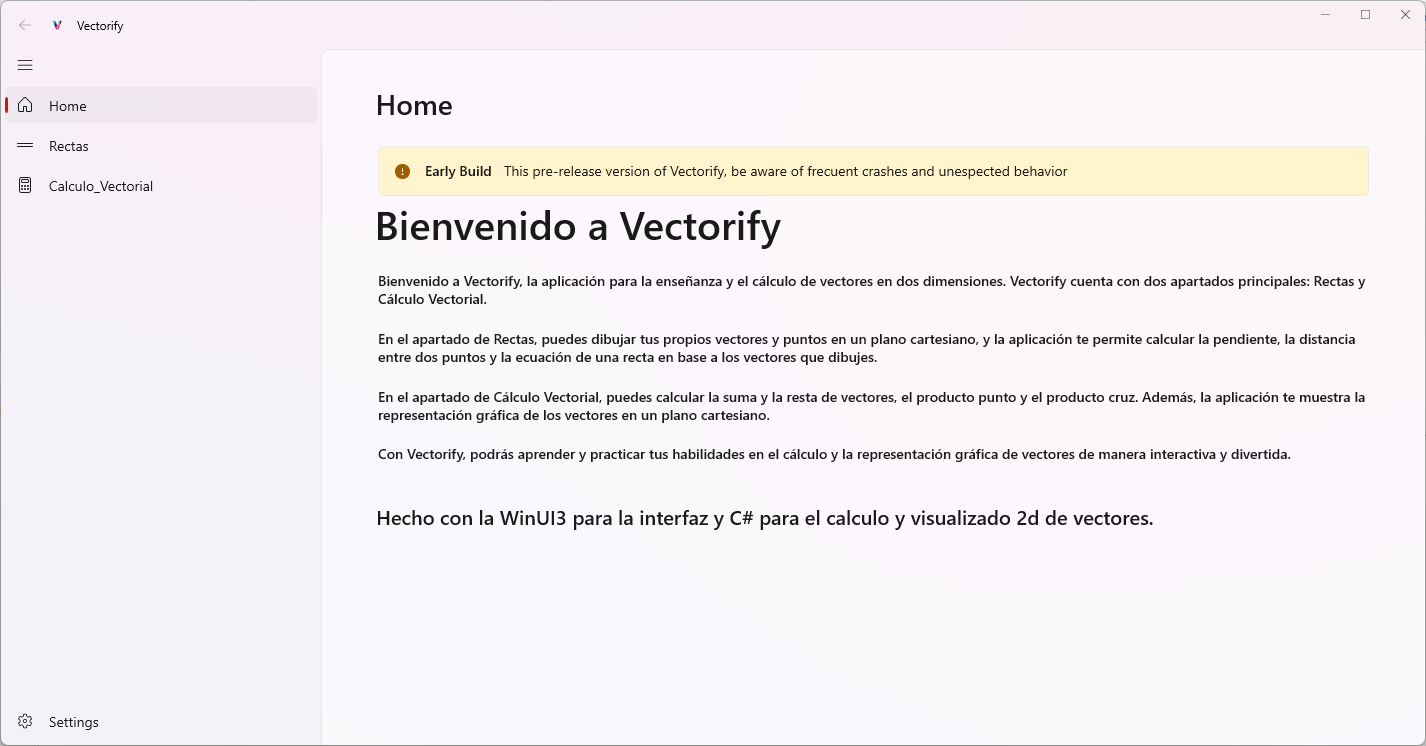 Vectorify
Home
Rectas
Calculo_Vectorial
Settings
Home
Early Build This pre-release version of Vectorify, be aware of frecuent crashes and unespected behavior
Bienvenido a Vectorify
Bienvenido a Vectorify, la aplicación para la enseñanza y el cálculo de vectores en dos dimensiones. Vectorify cuenta con dos apartados principales: Rectas y
Cálculo Vectorial.
En el apartado de Rectas, puedes dibujar tus propios vectores y puntos en un plano cartesiano, y la aplicación te permite calcular la pendiente, la distancia
entre dos puntos y la ecuación de una recta en base a los vectores que dibujes.
En el apartado de Cálculo Vectorial, puedes calcular la suma y la resta de vectores, el producto punto y el producto cruz. Además, la aplicación te muestra la
representación gráfica de los vectores en un plano cartesiano.
Con Vectorify, podrás aprender y practicar tus habilidades en el cálculo y la representación gráfica de vectores de manera interactiva y divertida.
Hecho con la WinUI3 para la interfaz y C# para el calculo y visualizado 2d de vectores.